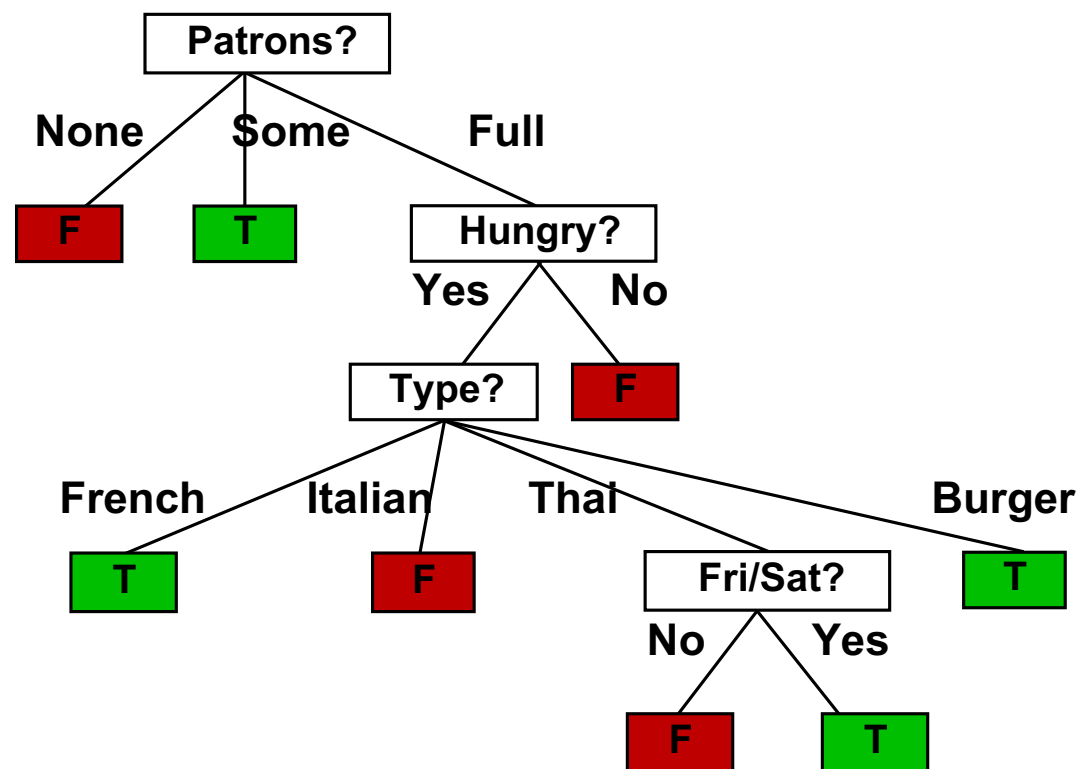 Patrons?
None Some Full
F T Hungry?
Yes No
Type? F
French Italian Thai Burger
T F Fri/Sat? T
No Yes
F T